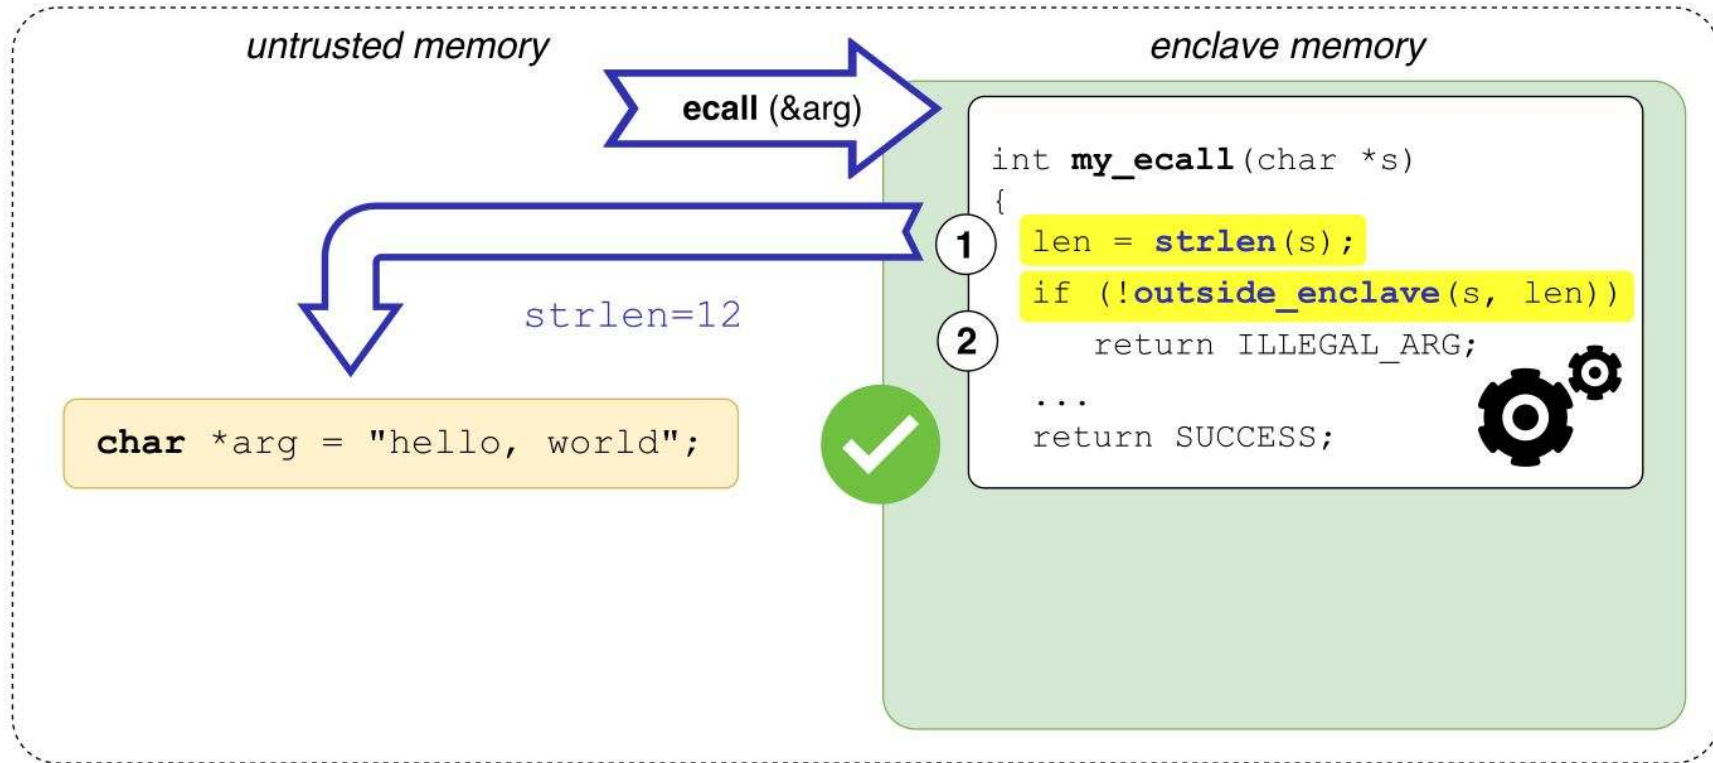 untrusted memory
enclave memory
ecall (&arg)
int my_ecall(char *s)
{
1
len = strlen(s);
if (!outside_enclave(s, len))
2
return ILLEGAL_ARG;
...
return SUCCESS;
strlen=12
char *arg = "hello, world";